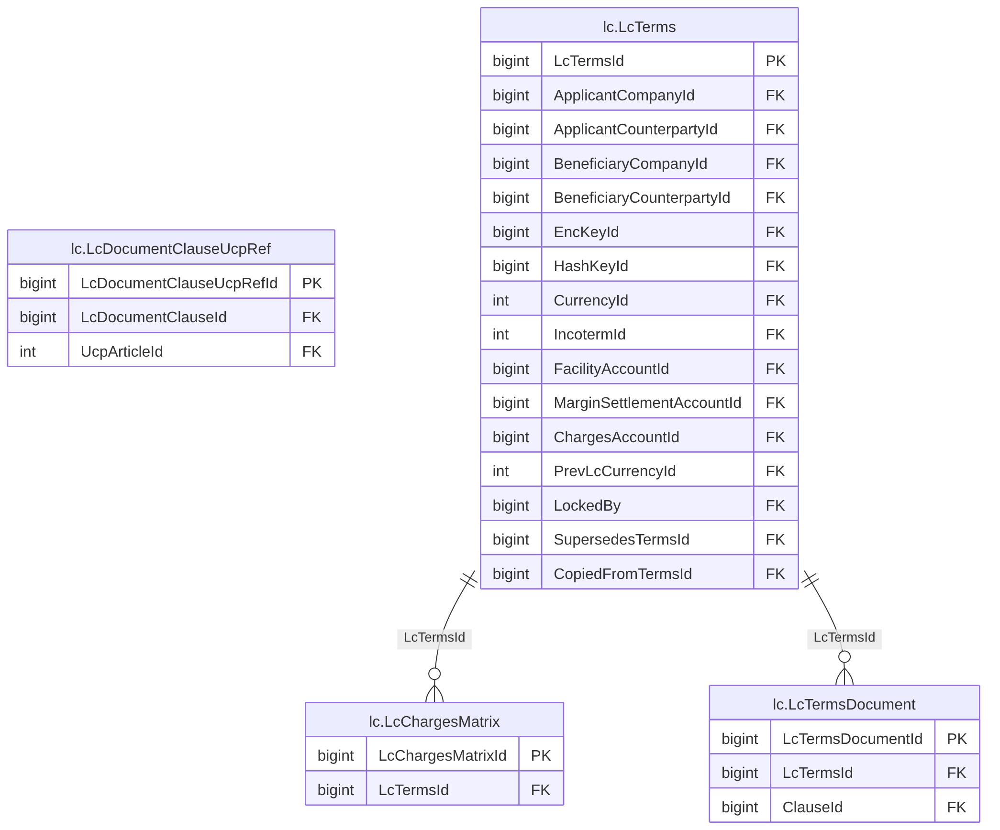 lc.LcTerms
bigint LcTermsId PK
bigint ApplicantCompanyId FK
bigint ApplicantCounterpartyId FK
bigint BeneficiaryCompanyId FK
bigint BeneficiaryCounterpartyId FK
bigint EncKeyId FK
bigint HashKeyId FK
int CurrencyId FK
int IncotermId FK
bigint FacilityAccountId FK
bigint MarginSettlementAccountId FK
bigint ChargesAccountId FK
int PrevLcCurrencyId FK
bigint LockedBy FK
bigint SupersedesTermsId FK
bigint CopiedFromTermsId FK
lc.LcDocumentClauseUcpRef
bigint LcDocumentClauseUcpRefId PK
bigint LcDocumentClauseId FK
int UcpArticleId FK
LcTermsId
LcTermsId
lc.LcChargesMatrix
bigint LcChargesMatrixId PK
bigint LcTermsId FK
lc.LcTermsDocument
bigint LcTermsDocumentId PK
bigint LcTermsId FK
bigint ClauseId FK